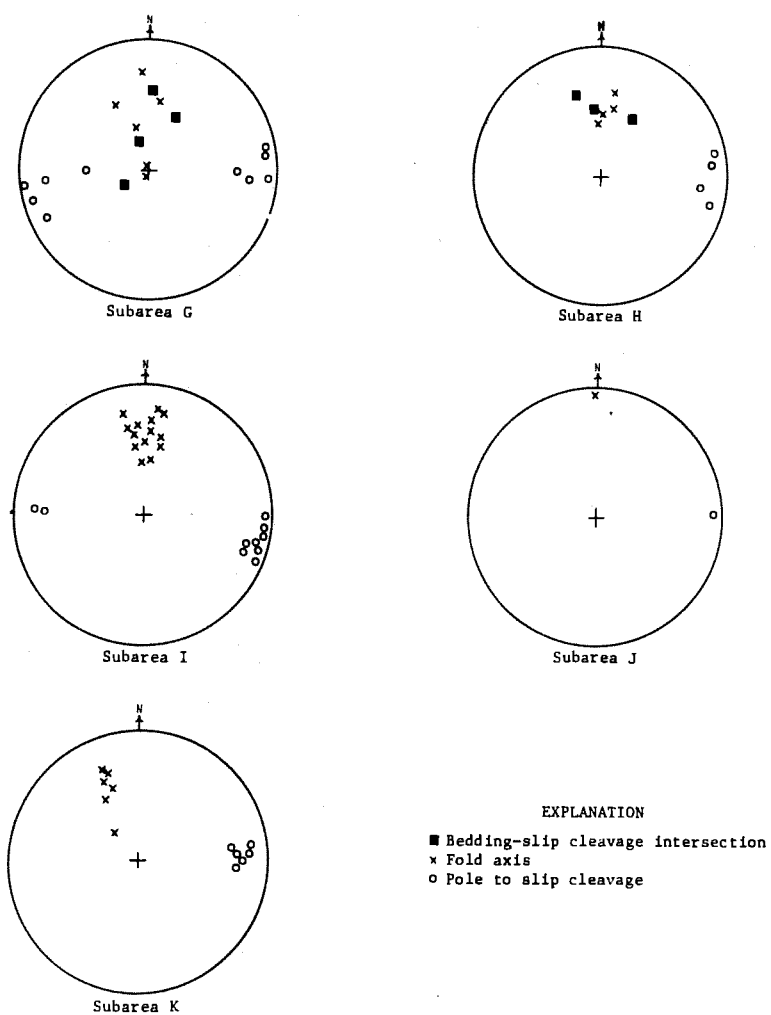 N
N
Subarea G
Subarea H
N
N
Subarea I
Subarea J
N
Subarea K
EXPLANATION
Bedding-slip cleavage intersection
x Fold axis
o Pole to slip cleavage